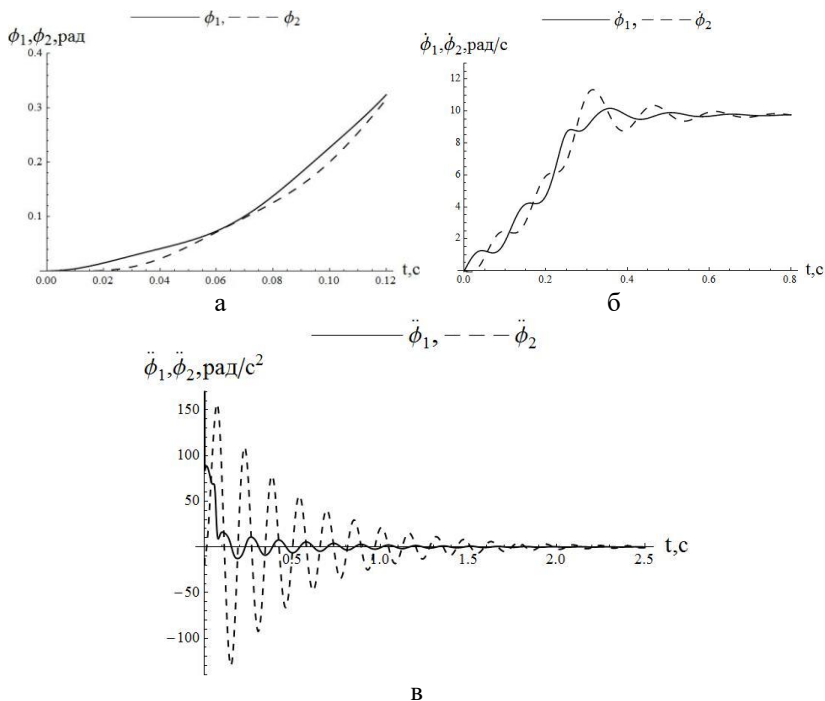 ϕ₁, ϕ₂
ϕ₁,ϕ₂,рад
0.4
0.3
0.2
0.1
0.00 0.02 0.04 0.06 0.08 0.10 0.12
t,с
а
ϕ̇₁, ϕ̇₂
ϕ̇₁,ϕ̇₂,рад/с
12
10
8
6
4
2
0
0.0 0.2 0.4 0.6 0.8
t,с
б
ϕ̈₁, ϕ̈₂
ϕ̈₁,ϕ̈₂,рад/с²
150
100
50
−50
−100
0.5 1.0 1.5 2.0 2.5
t,с
в